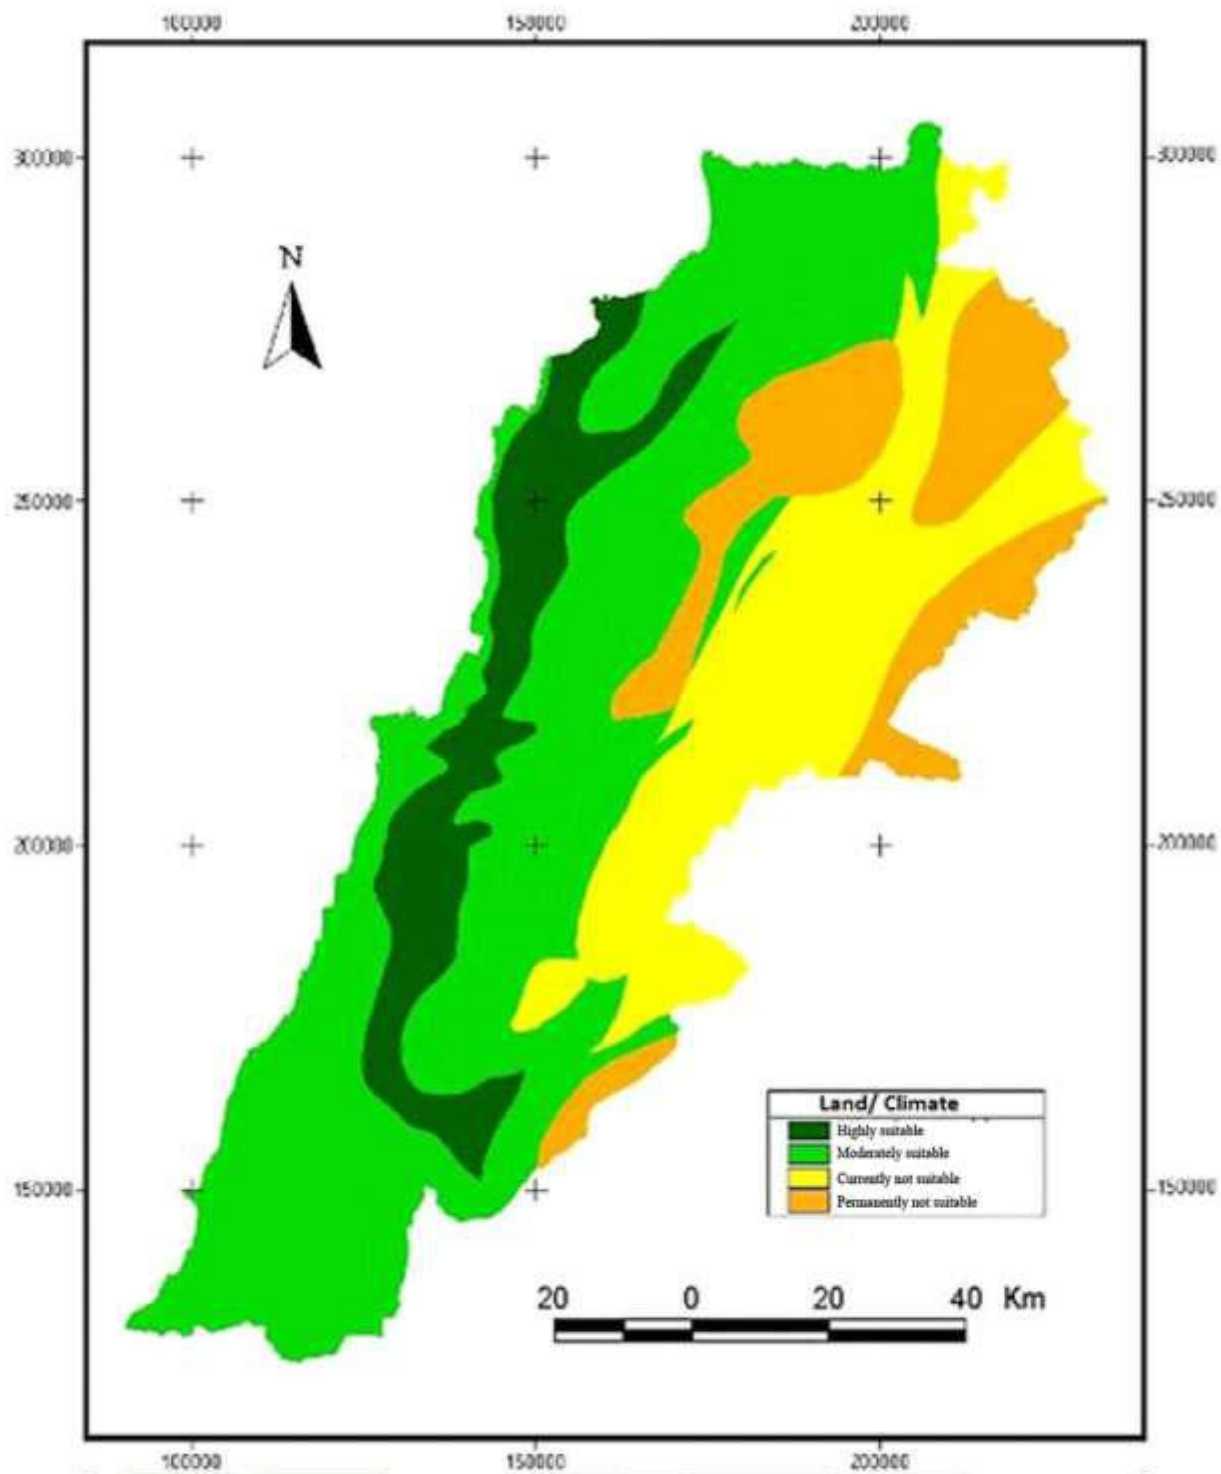 100000 150000 200000
300000 300000
N
250000 250000
200000 200000
Land/ Climate
Highly suitable
Moderately suitable
Currently not suitable
Permanently not suitable
150000 150000
20 0 20 40 Km
100000 150000 200000